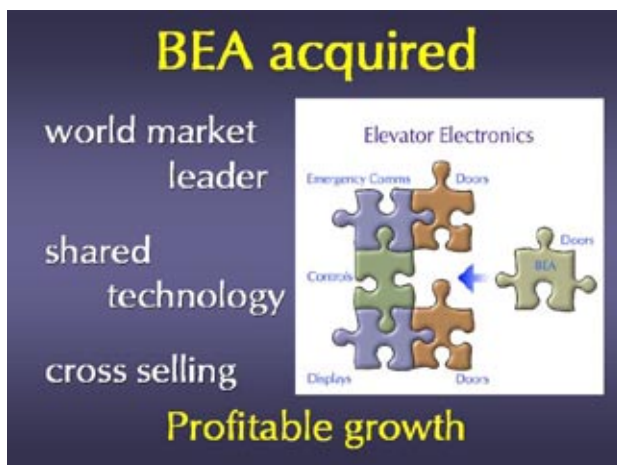 BEA acquired
world market
leader
shared
technology
cross selling
Elevator Electronics
Emergency Comms
Doors
Doors
BEA
Controls
Displays
Doors
Profitable growth